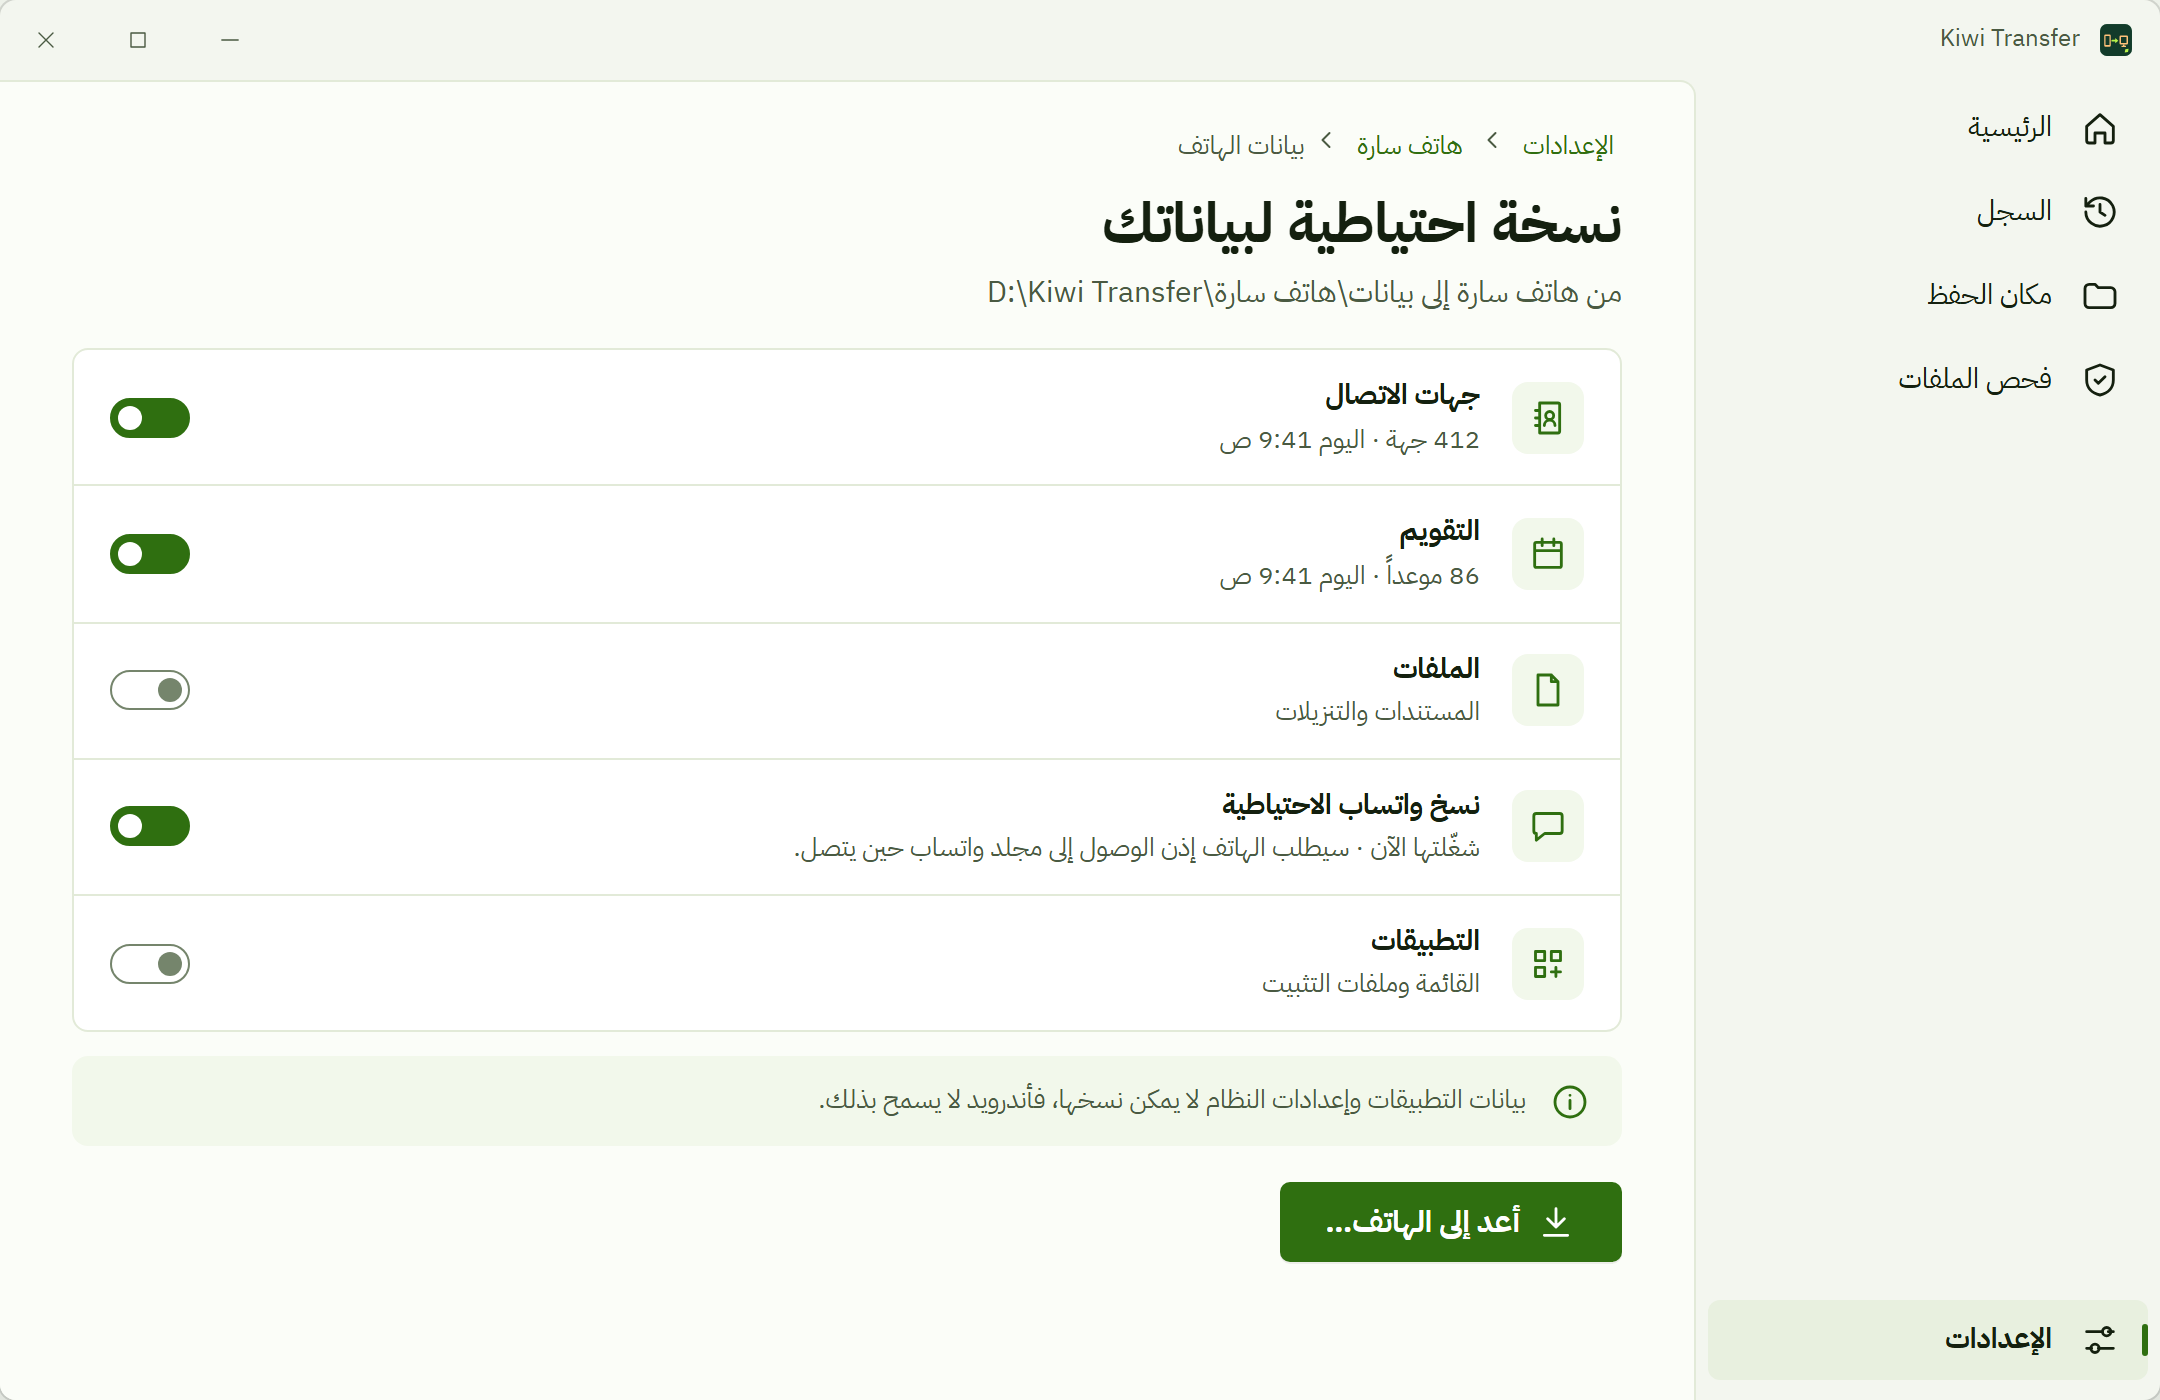 Kiwi Transfer
الرئيسية
السجل
مكان الحفظ
فحص الملفات
الإعدادات
الإعدادات > هاتف سارة > بيانات الهاتف
نسخة احتياطية لبياناتك
من هاتف سارة إلى D:\Kiwi Transfer\هاتف سارة\بيانات
جهات الاتصال
412 جهة · اليوم 9:41 ص
التقويم
86 موعداً · اليوم 9:41 ص
الملفات
المستندات والتنزيلات
نسخ واتساب الاحتياطية
شغّلتها الآن · سيطلب الهاتف إذن الوصول إلى مجلد واتساب حين يتصل.
التطبيقات
القائمة وملفات التثبيت
بيانات التطبيقات وإعدادات النظام لا يمكن نسخها، فأندرويد لا يسمح بذلك.
أعد إلى الهاتف...